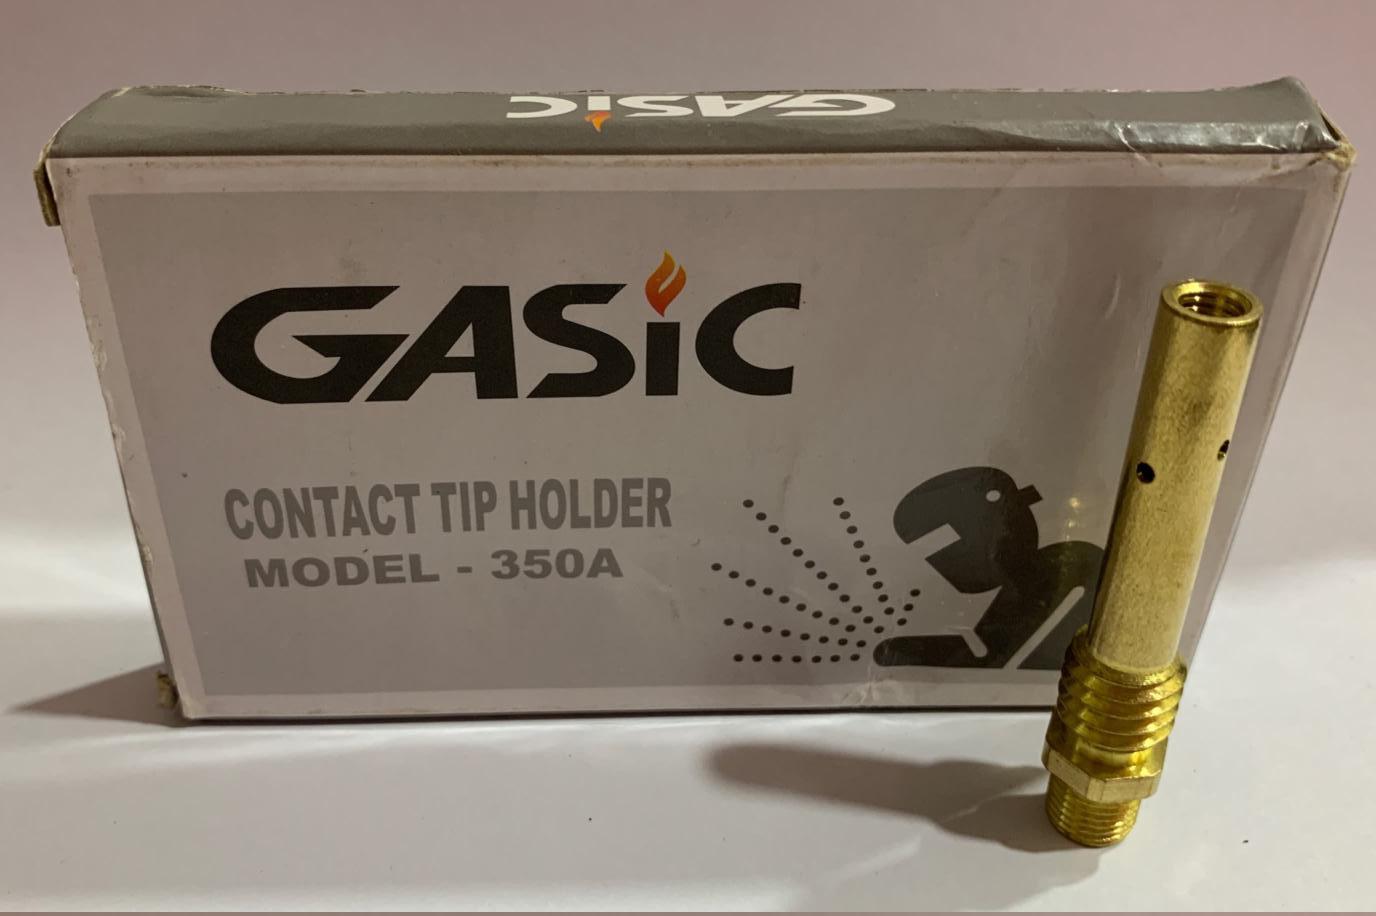 GASiC
GASiC
CONTACT TIP HOLDER
MODEL - 350A